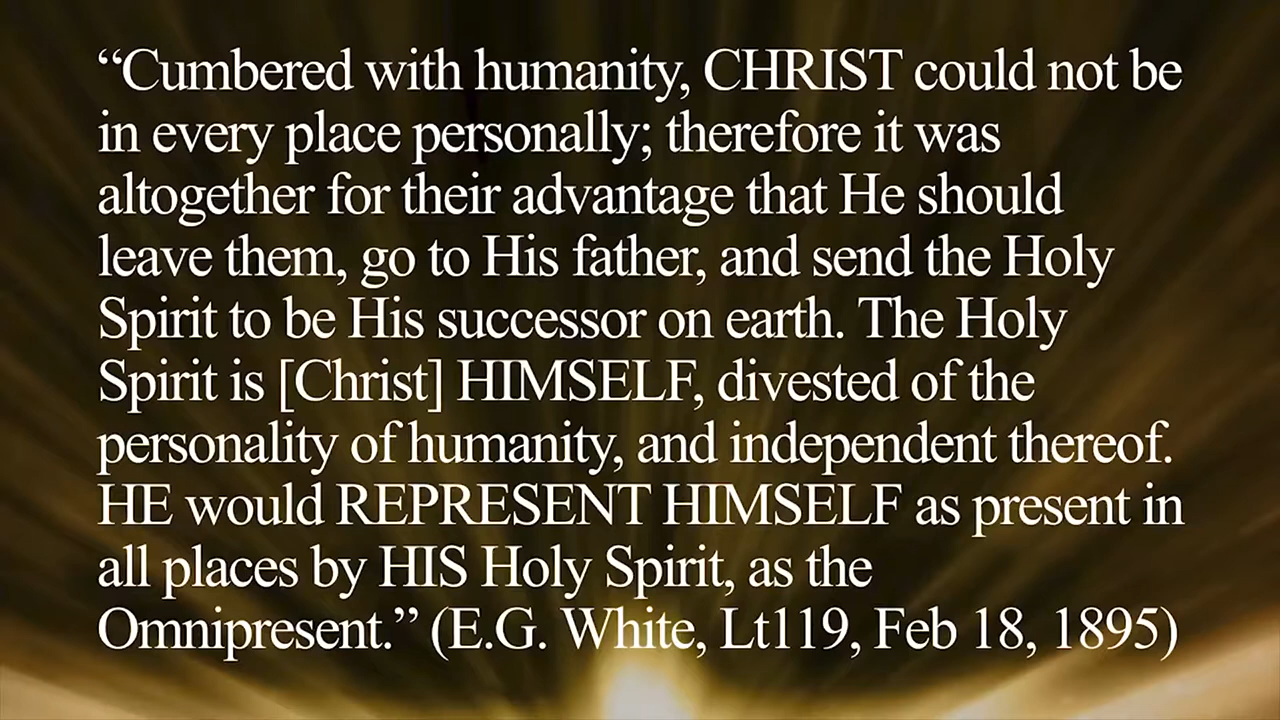 “Cumbered with humanity, CHRIST could not be
in every place personally; therefore it was
altogether for their advantage that He should
leave them, go to His father, and send the Holy
Spirit to be His successor on earth. The Holy
Spirit is [Christ] HIMSELF, divested of the
personality of humanity, and independent thereof.
HE would REPRESENT HIMSELF as present in
all places by HIS Holy Spirit, as the
Omnipresent.” (E.G. White, Lt119, Feb 18, 1895)